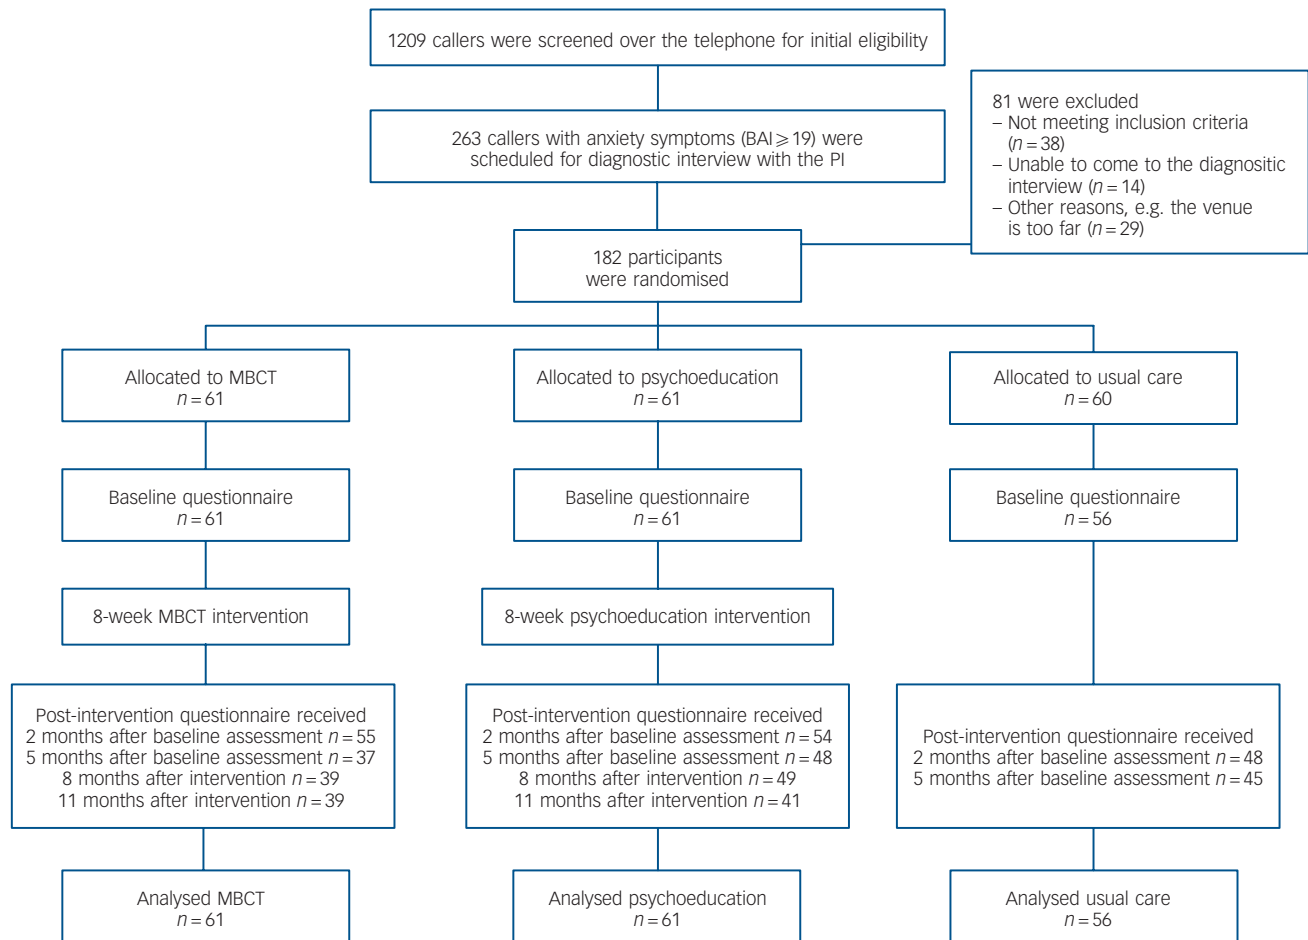 1209 callers were screened over the telephone for initial eligibility
81 were excluded
– Not meeting inclusion criteria
(n = 38)
– Unable to come to the diagnositic
interview (n = 14)
– Other reasons, e.g. the venue
is too far (n = 29)
263 callers with anxiety symptoms (BAI ⩾ 19) were
scheduled for diagnostic interview with the PI
182 participants
were randomised
Allocated to MBCT
n = 61
Allocated to psychoeducation
n = 61
Allocated to usual care
n = 60
Baseline questionnaire
n = 61
Baseline questionnaire
n = 61
Baseline questionnaire
n = 56
8-week MBCT intervention
8-week psychoeducation intervention
Post-intervention questionnaire received
2 months after baseline assessment n = 55
5 months after baseline assessment n = 37
8 months after intervention n = 39
11 months after intervention n = 39
Post-intervention questionnaire received
2 months after baseline assessment n = 54
5 months after baseline assessment n = 48
8 months after intervention n = 49
11 months after intervention n = 41
Post-intervention questionnaire received
2 months after baseline assessment n = 48
5 months after baseline assessment n = 45
Analysed MBCT
n = 61
Analysed psychoeducation
n = 61
Analysed usual care
n = 56